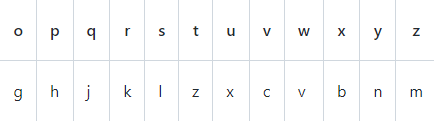 o p q r s t u v w x y z
g h j k l z x c v b n m